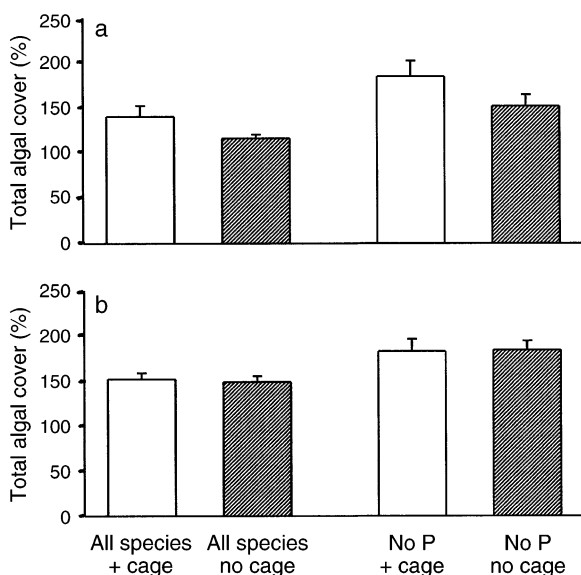 250
a
200
150
100
50
0
Total algal cover (%)
250
b
200
150
100
50
0
Total algal cover (%)
All species All species No P No P
+ cage no cage + cage no cage